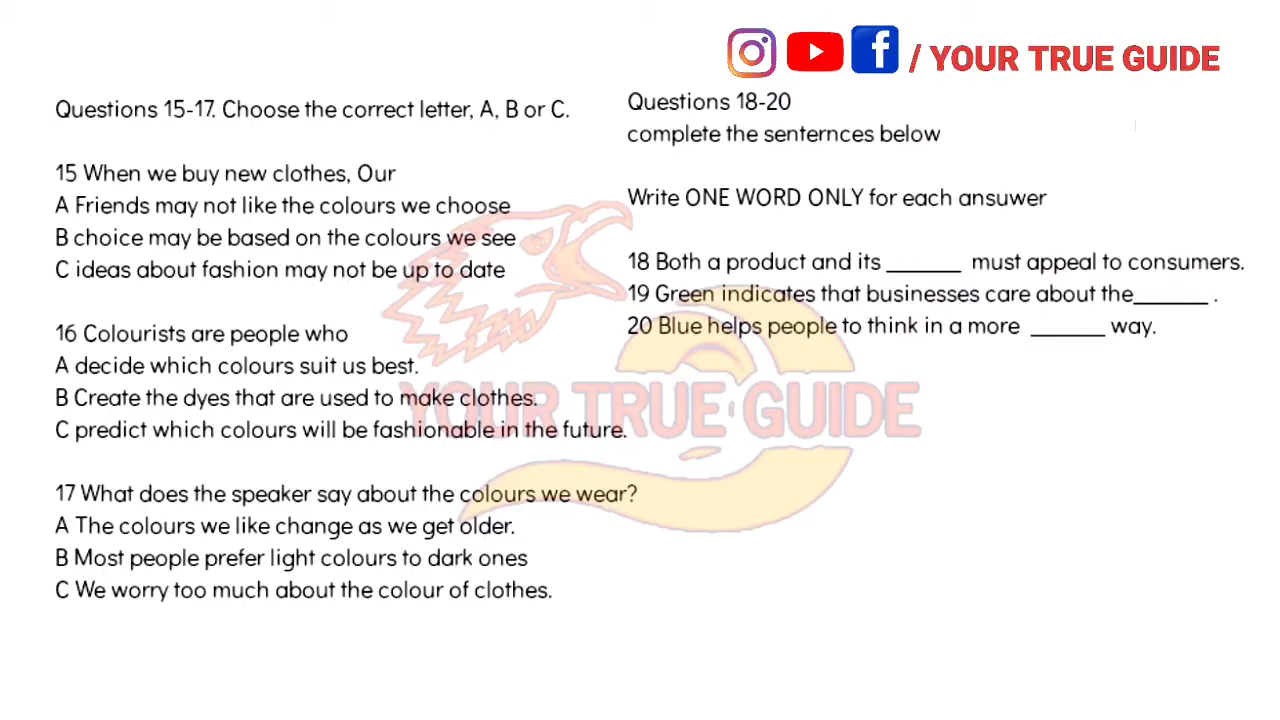 / YOUR TRUE GUIDE
Questions 15-17. Choose the correct letter, A, B or C.
15 When we buy new clothes, Our
A Friends may not like the colours we choose
B choice may be based on the colours we see
C ideas about fashion may not be up to date
16 Colourists are people who
A decide which colours suit us best.
B Create the dyes that are used to make clothes.
C predict which colours will be fashionable in the future.
17 What does the speaker say about the colours we wear?
A The colours we like change as we get older.
B Most people prefer light colours to dark ones
C We worry too much about the colour of clothes.
Questions 18-20
complete the senternces below
Write ONE WORD ONLY for each ansuwer
18 Both a product and its ______ must appeal to consumers.
19 Green indicates that businesses care about the______ .
20 Blue helps people to think in a more ______ way.
YOUR TRUE GUIDE